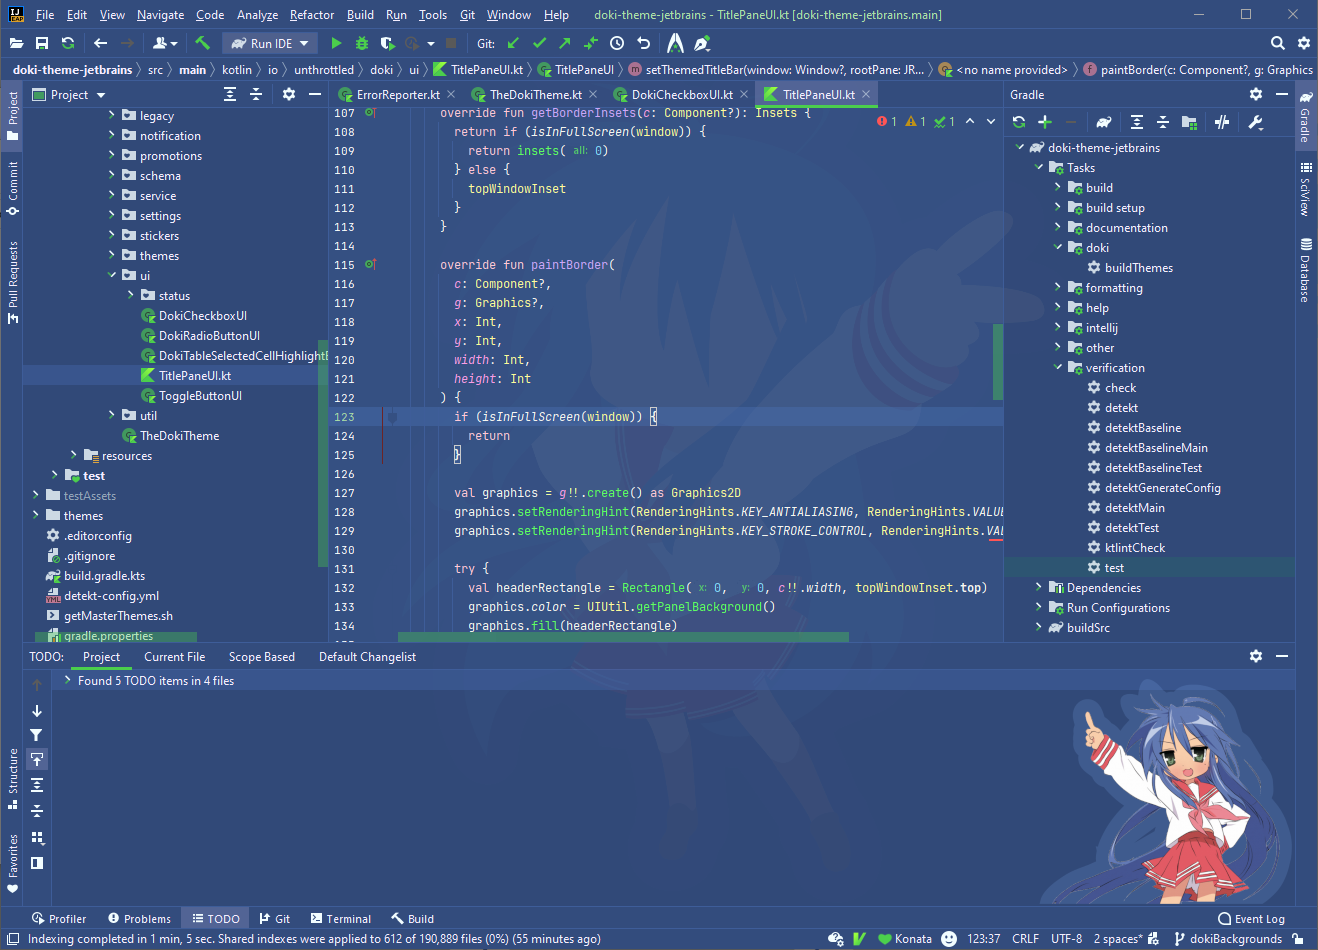 IJ EAP File Edit View Navigate Code Analyze Refactor Build Run Tools Git Window Help doki-theme-jetbrains - TitlePaneUI.kt [doki-theme-jetbrains.main]
Run IDE Git:
doki-theme-jetbrains src main kotlin io unthrottled doki ui TitlePaneUI.kt TitlePaneUI setThemedTitleBar(window: Window?, rootPane: JR... <no name provided> paintBorder(c: Component?, g: Graphics
Project
Commit
Pull Requests
Structure
Favorites
Project
legacy
notification
promotions
schema
service
settings
stickers
themes
ui
status
DokiCheckboxUI
DokiRadioButtonUI
DokiTableSelectedCellHighlightB
TitlePaneUI.kt
ToggleButtonUI
util
TheDokiTheme
resources
test
testAssets
themes
.editorconfig
.gitignore
build.gradle.kts
detekt-config.yml
getMasterThemes.sh
gradle.properties
ErrorReporter.kt TheDokiTheme.kt DokiCheckboxUI.kt TitlePaneUI.kt
1 1 1
107 override fun getBorderInsets(c: Component?): Insets {
108 return if (isInFullScreen(window)) {
109 return insets( all: 0)
110 } else {
111 topWindowInset
112 }
113 }
114
115 override fun paintBorder(
116 c: Component?,
117 g: Graphics?,
118 x: Int,
119 y: Int,
120 width: Int,
121 height: Int
122 ) {
123 if (isInFullScreen(window)) {
124 return
125 }
126
127 val graphics = g!!.create() as Graphics2D
128 graphics.setRenderingHint(RenderingHints.KEY_ANTIALIASING, RenderingHints.VALUE
129 graphics.setRenderingHint(RenderingHints.KEY_STROKE_CONTROL, RenderingHints.VAL
130
131 try {
132 val headerRectangle = Rectangle( x: 0, y: 0, c!!.width, topWindowInset.top)
133 graphics.color = UIUtil.getPanelBackground()
134 graphics.fill(headerRectangle)
Gradle
doki-theme-jetbrains
Tasks
build
build setup
documentation
doki
buildThemes
formatting
help
intellij
other
verification
check
detekt
detektBaseline
detektBaselineMain
detektBaselineTest
detektGenerateConfig
detektMain
detektTest
ktlintCheck
test
Dependencies
Run Configurations
buildSrc
Gradle
SciView
Database
TODO: Project Current File Scope Based Default Changelist
Found 5 TODO items in 4 files
Profiler Problems TODO Git Terminal Build Event Log
Indexing completed in 1 min, 5 sec. Shared indexes were applied to 612 of 190,889 files (0%) (55 minutes ago) Konata 123:37 CRLF UTF-8 2 spaces* dokiBackgrounds